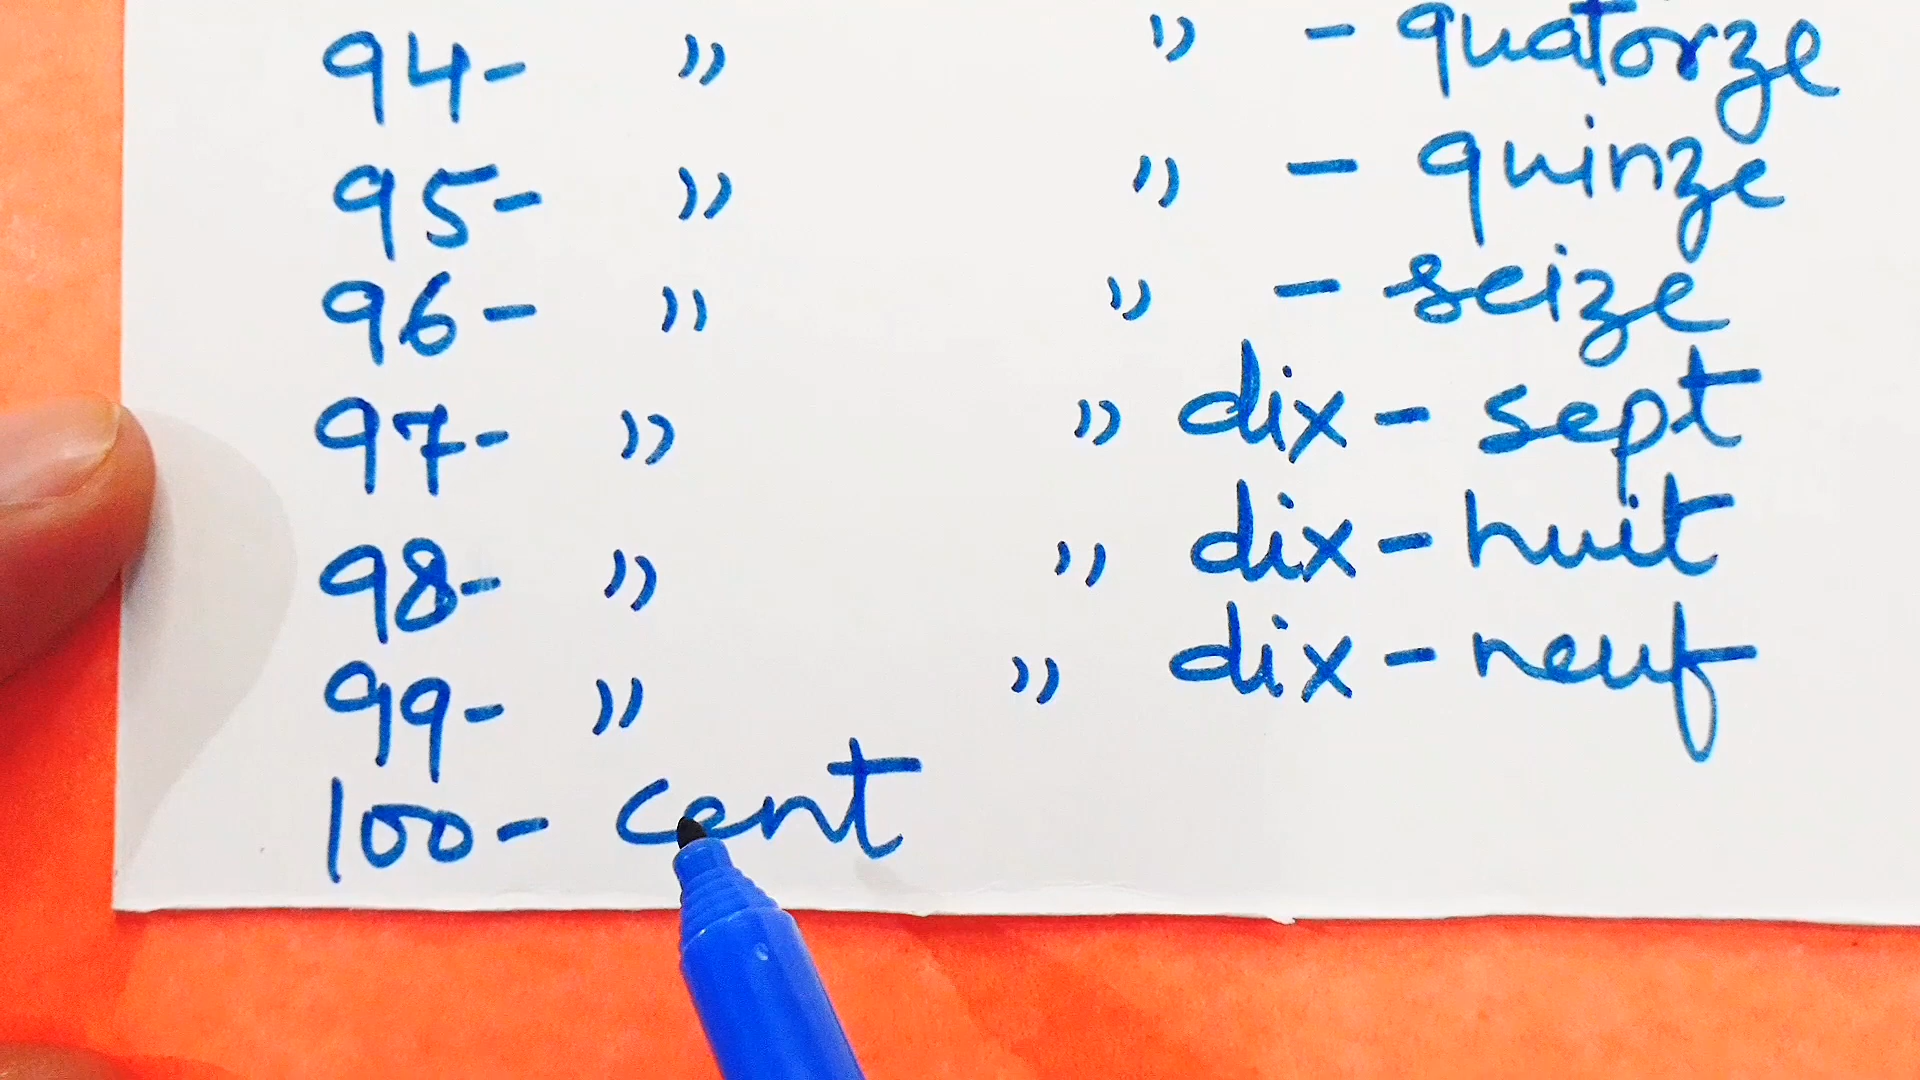 94- " " - quatorze
95- " " - quinze
96- " " - seize
97- " " dix - sept
98- " " dix - huit
99- " " dix - neuf
100- cent